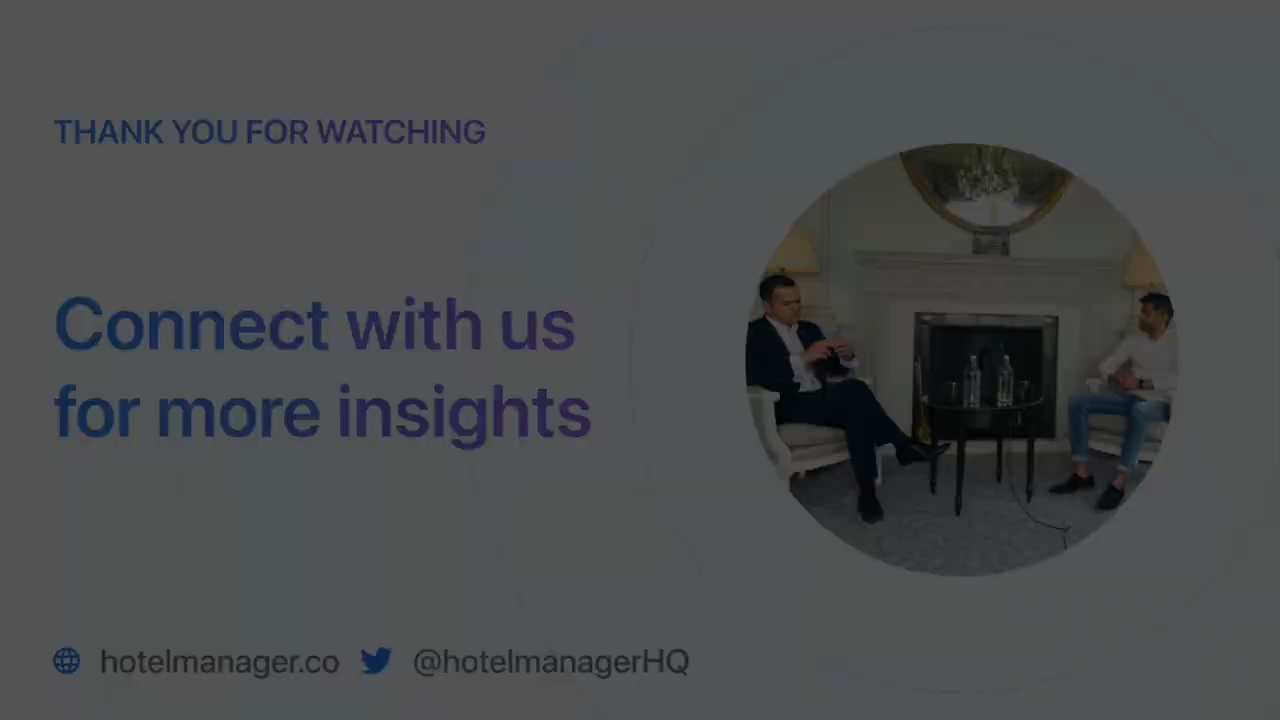 THANK YOU FOR WATCHING
Connect with us
for more insights
hotelmanager.co @hotelmanagerHQ